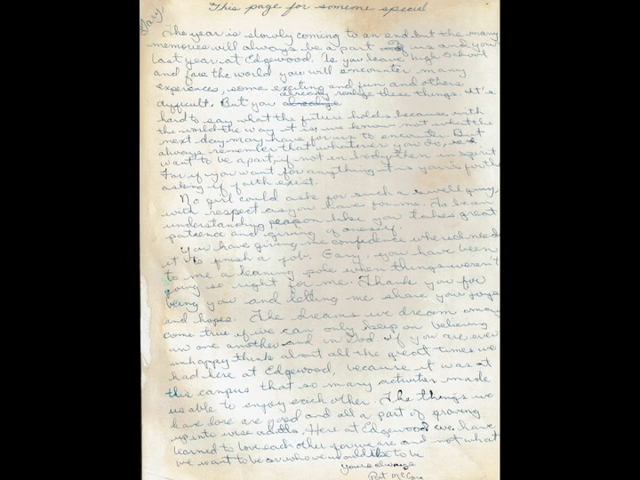 This page for someone special
Gary
The year is slowly coming to an end but the many
memories will always be a part of us and your
last year at Edgewood. As you leave High School
and face the world you will encounter many
experences, some exciting and fun and others
difficult. But you already realize these things. It's
hard to say what the future holds because with
the world the way it is, we know not what the
next day may have for us to encounter. But
always remember that whatever you do,
want to be apart, if not in body then in spirit
For if you want for anything it is yours for the
asking if faith exist.
No girl could ask for such a swell guy,
with respect as you have for me. To be an
understanding person like you takes great
patience and giving of oneself.
You have giving me confidence where I need
it to finish a job. Gary, you have been
to me a leaning pole when things weren't
going so right for me. Thank you for
being you and letting me share your joys
and hopes. The dreams we dream may
come true if we can only keep on believing
in one another and in God. If you are ever
unhappy think about all the great times we
had here at Edgewood, because it was at
this campus that so many activities made
us able to enjoy each other. The things we
have done are good and all a part of growing
up into wise adults. Here at Edgewood we have
learned to love each other for we are and not what
we want to be or who we would like to be
Yours always
Pat